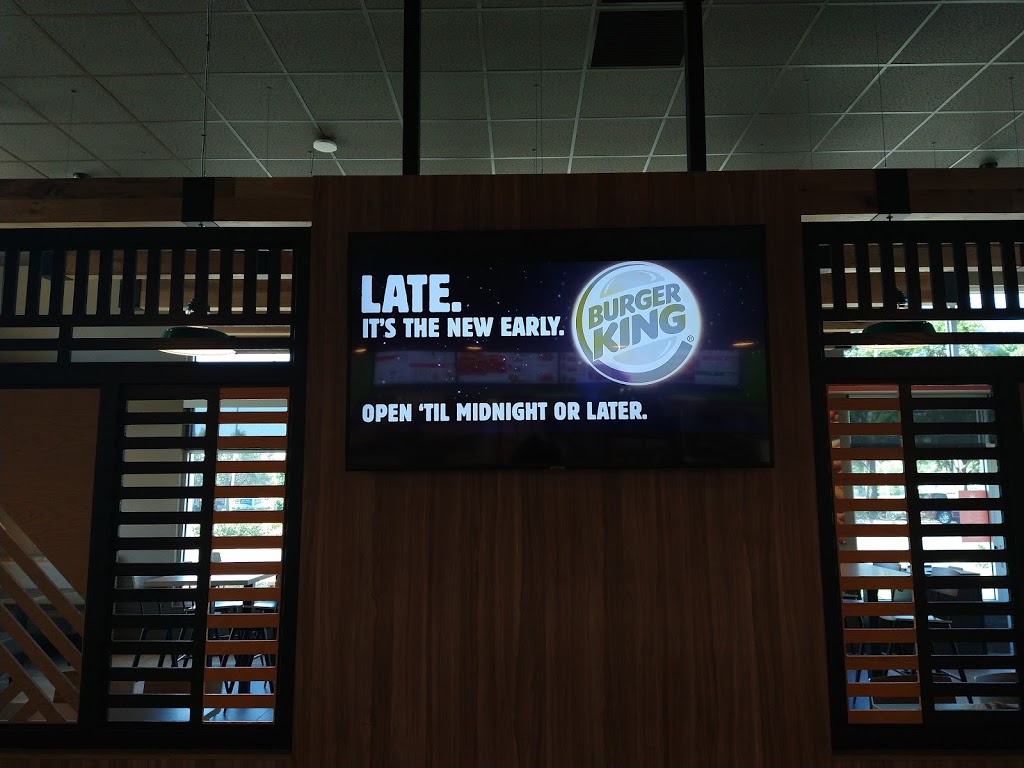 LATE.
IT'S THE NEW EARLY.
BURGER
KING®
OPEN 'TIL MIDNIGHT OR LATER.